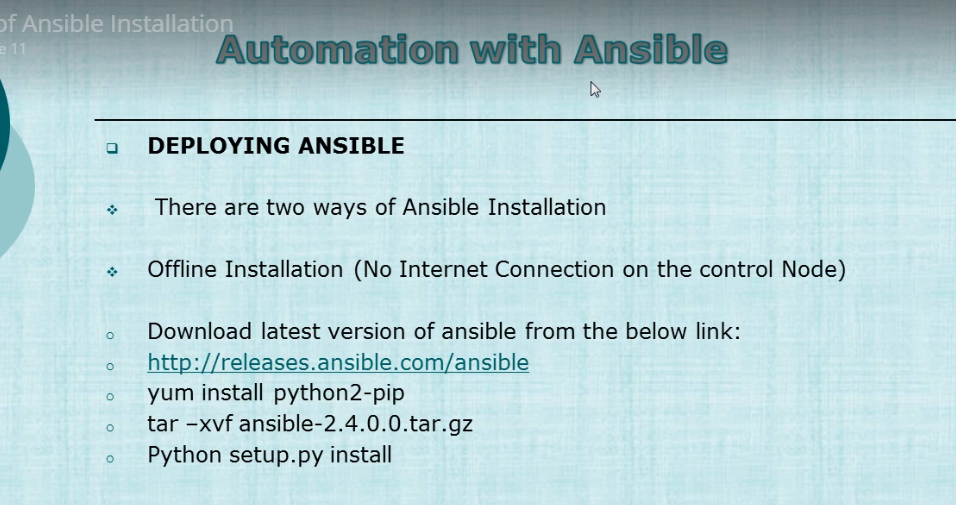 of Ansible Installation
e 11
Automation with Ansible
DEPLOYING ANSIBLE
There are two ways of Ansible Installation
Offline Installation (No Internet Connection on the control Node)
Download latest version of ansible from the below link:
http://releases.ansible.com/ansible
yum install python2-pip
tar –xvf ansible-2.4.0.0.tar.gz
Python setup.py install